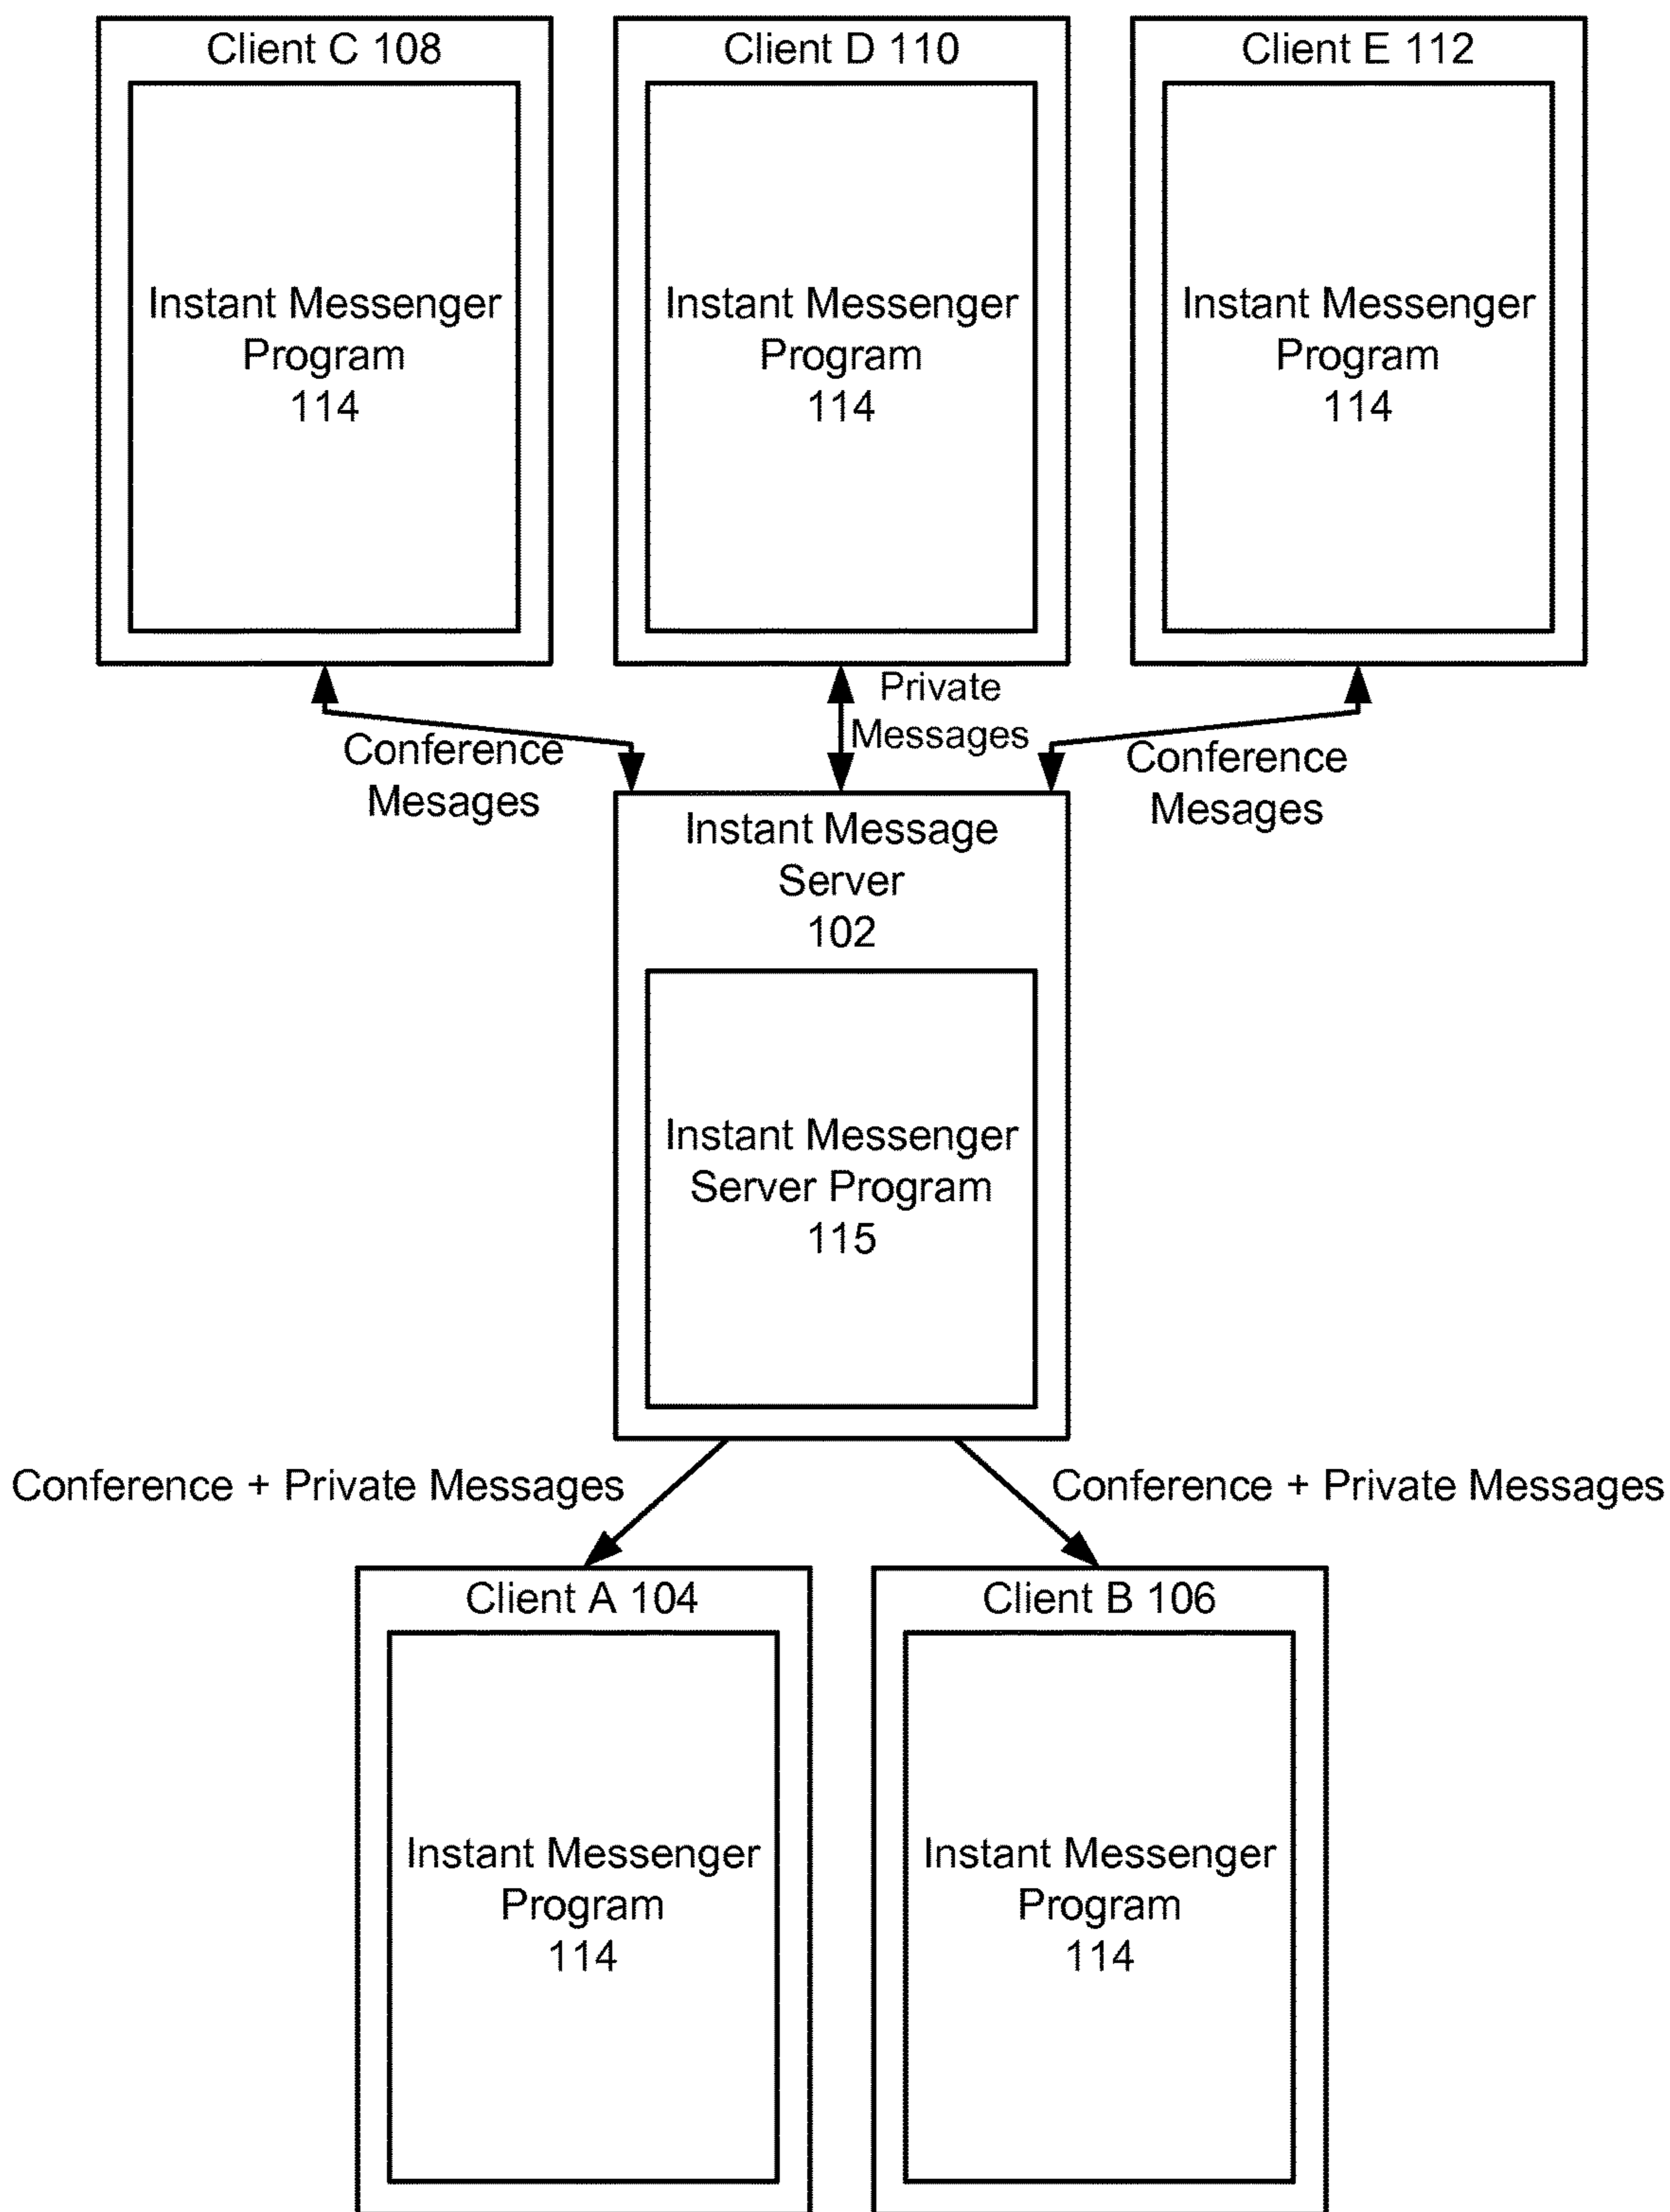 Client C 108
Instant Messenger
Program
114
Client D 110
Instant Messenger
Program
114
Client E 112
Instant Messenger
Program
114
Conference
Mesages
Private
Messages
Conference
Mesages
Instant Message
Server
102
Instant Messenger
Server Program
115
Conference + Private Messages
Conference + Private Messages
Client A 104
Instant Messenger
Program
114
Client B 106
Instant Messenger
Program
114